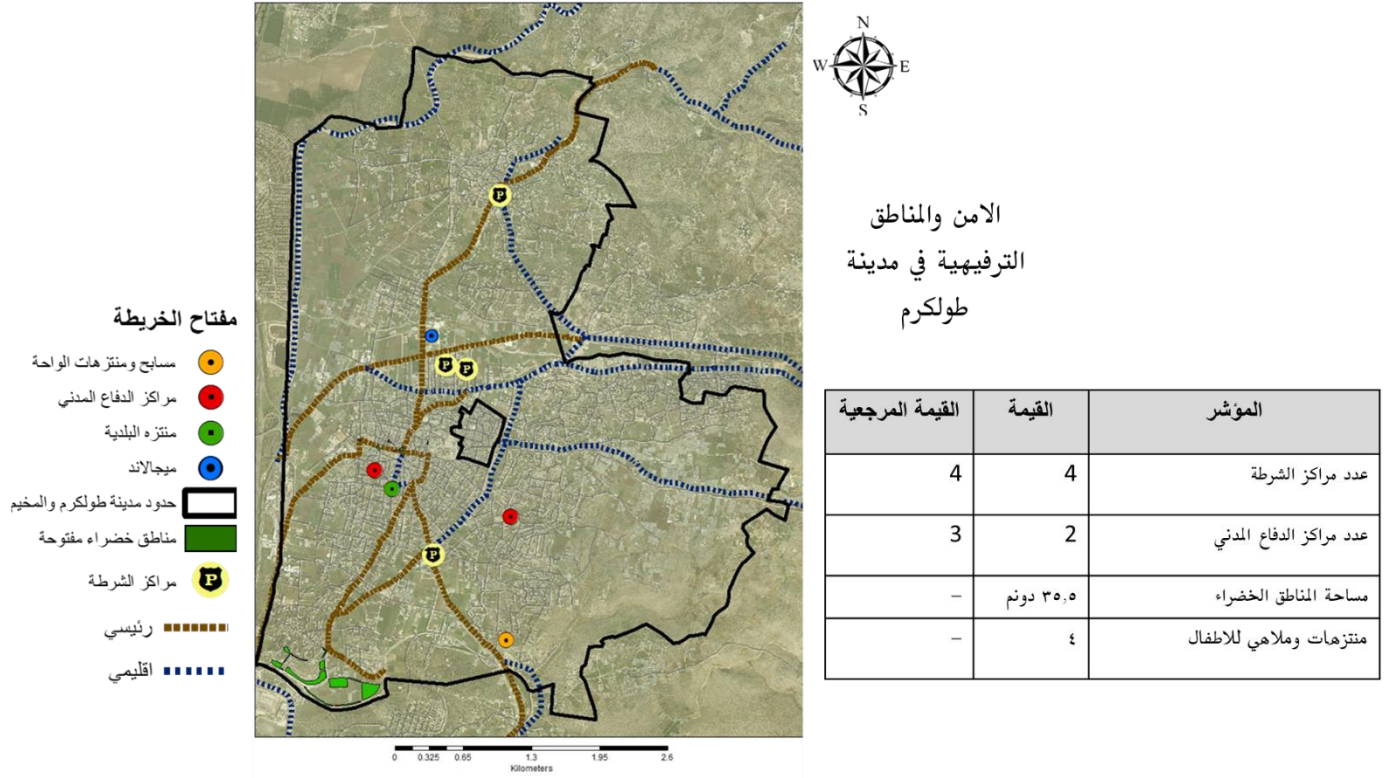 N
W E
S
الامن والمناطق
الترفيهية في مدينة
طولكرم
مفتاح الخريطة
مسابح ومنتزهات الواحة
مراكز الدفاع المدني
منتزه البلدية
ميجالاند
حدود مدينة طولكرم والمخيم
مناطق خضراء مفتوحة
P مراكز الشرطة
رئيسي
اقليمي
P
P P
P
0 0.325 0.65 1.3 1.95 2.6
Kilometers
المؤشر القيمة القيمة المرجعية
عدد مراكز الشرطة 4 4
عدد مراكز الدفاع المدني 2 3
مساحة المناطق الخضراء ٣٥,٥ دونم –
منتزهات وملاهي للاطفال ٤ –